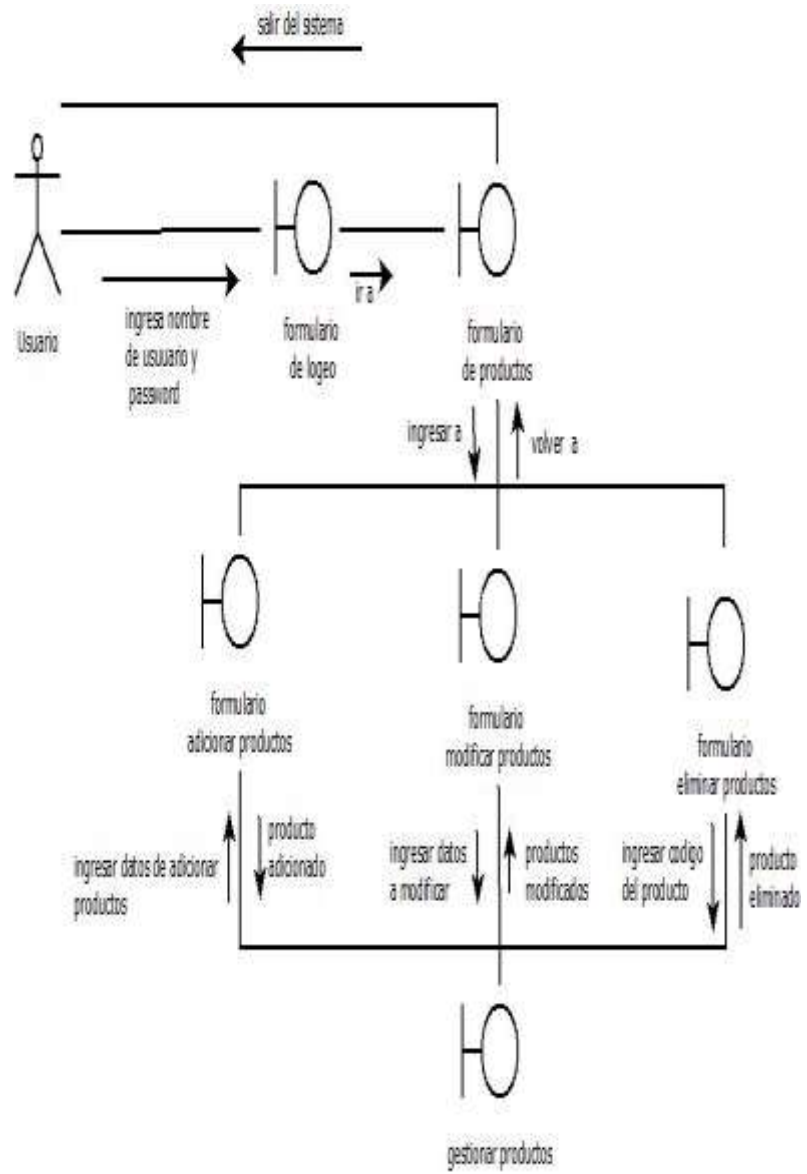 salir del sistema
Usuario
ingresa nombre
de usuuario y
password
formulario
de logeo
ir a
formulario
de productos
ingresar a
volver a
formulario
adicionar productos
formulario
modificar productos
formulario
eliminar productos
ingresar datos de adicionar
productos
producto
adicionado
ingresar datos
a modificar
productos
modificados
ingresar codigo
del producto
producto
eliminado
gestionar productos